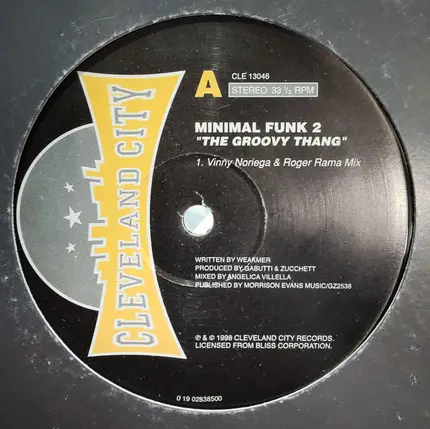 CLEVELAND CITY
A
CLE 13046
STEREO 33 ⅓ RPM
MINIMAL FUNK 2
"THE GROOVY THANG"
1. Vinny Noriega & Roger Rama Mix
WRITTEN BY WEAKMER
PRODUCED BY GABUTTI & ZUCCHETT
MIXED BY ANGELICA VILLELLA
PUBLISHED BY MORRISON EVANS MUSIC/GZ2538
℗ & © 1998 CLEVELAND CITY RECORDS.
LICENSED FROM BLISS CORPORATION.
0 19 02838500